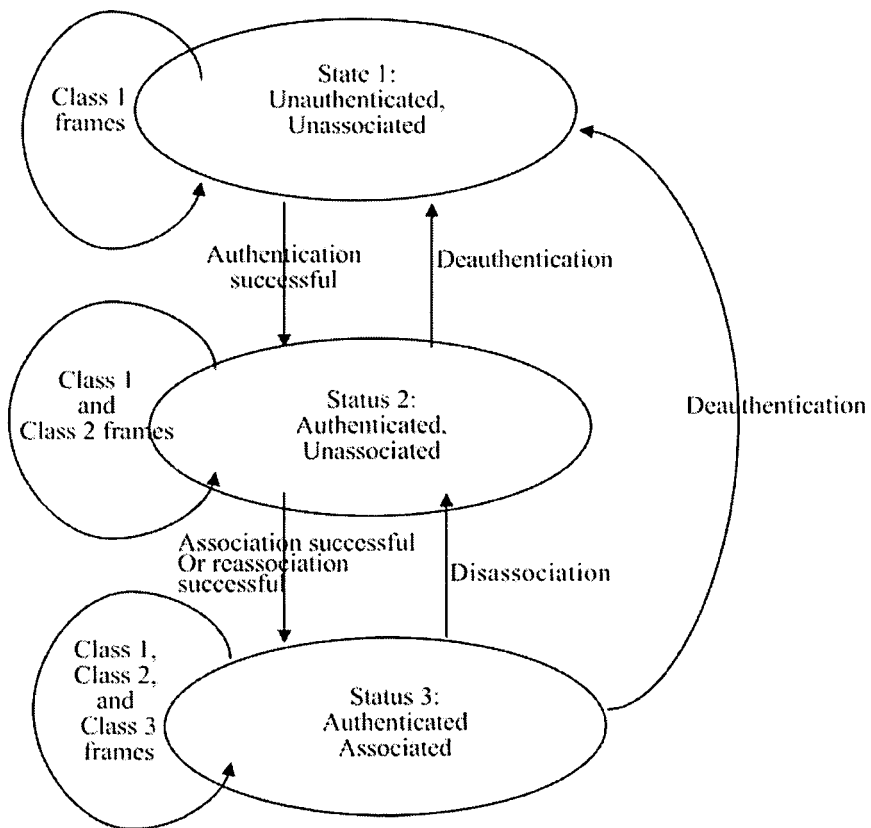 State 1:
Unauthenticated,
Unassociated
Class 1
frames
Authentication
successful
Deauthentication
Class 1
and
Class 2 frames
Status 2:
Authenticated,
Unassociated
Deauthentication
Association successful
Or reassociation
successful
Disassociation
Class 1,
Class 2,
and
Class 3
frames
Status 3:
Authenticated
Associated